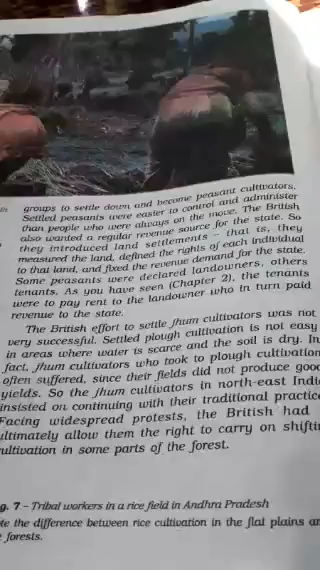 groups to settle down and become peasant cultivators.
Settled peasants were easier to control and administer
than people who were always on the move. The British
also wanted a regular revenue source for the state. So
they introduced land settlements – that is, they
measured the land, defined the rights of each individual
to that land, and fixed the revenue demand for the state.
Some peasants were declared landowners, others
tenants. As you have seen (Chapter 2), the tenants
were to pay rent to the landowner who in turn paid
revenue to the state.
The British effort to settle jhum cultivators was not
very successful. Settled plough cultivation is not easy
in areas where water is scarce and the soil is dry. In
fact, jhum cultivators who took to plough cultivation
often suffered, since their fields did not produce good
yields. So the jhum cultivators in north-east Indi
insisted on continuing with their traditional practice
Facing widespread protests, the British had
ultimately allow them the right to carry on shifti
cultivation in some parts of the forest.
g. 7 – Tribal workers in a rice field in Andhra Pradesh
te the difference between rice cultivation in the flat plains an
forests.